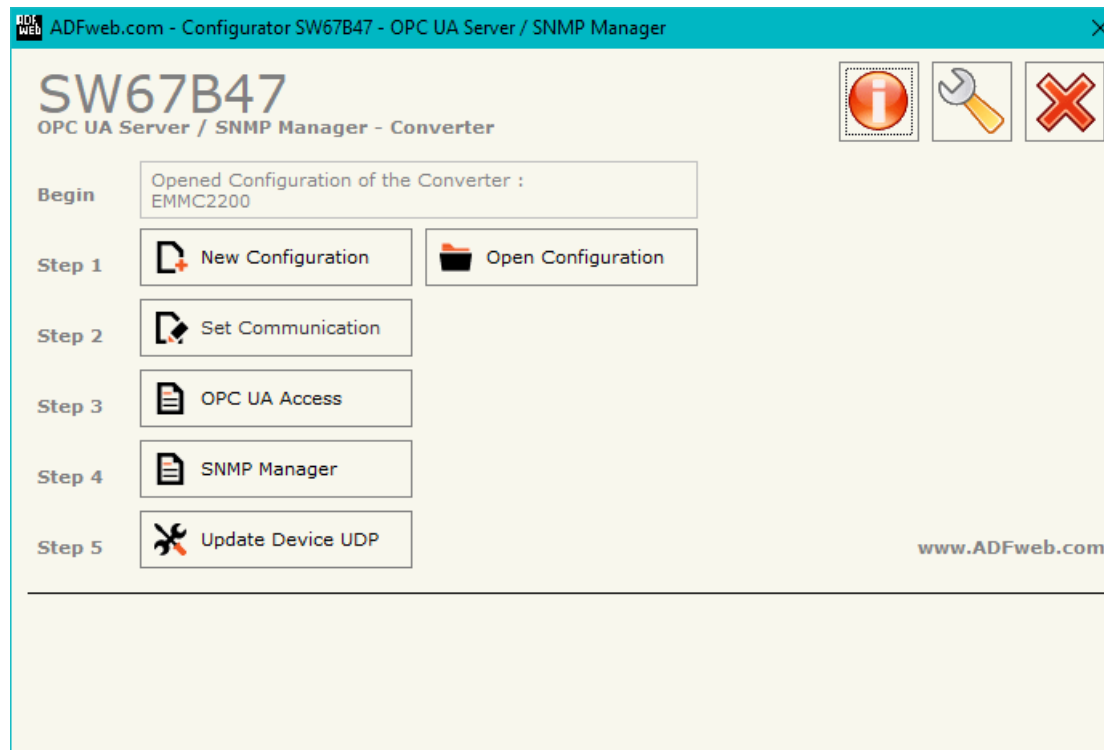 ADF
WEB
ADFweb.com - Configurator SW67B47 - OPC UA Server / SNMP Manager
SW67B47
OPC UA Server / SNMP Manager - Converter
Begin
Opened Configuration of the Converter :
EMMC2200
Step 1
New Configuration
Open Configuration
Step 2
Set Communication
Step 3
OPC UA Access
Step 4
SNMP Manager
Step 5
Update Device UDP
www.ADFweb.com